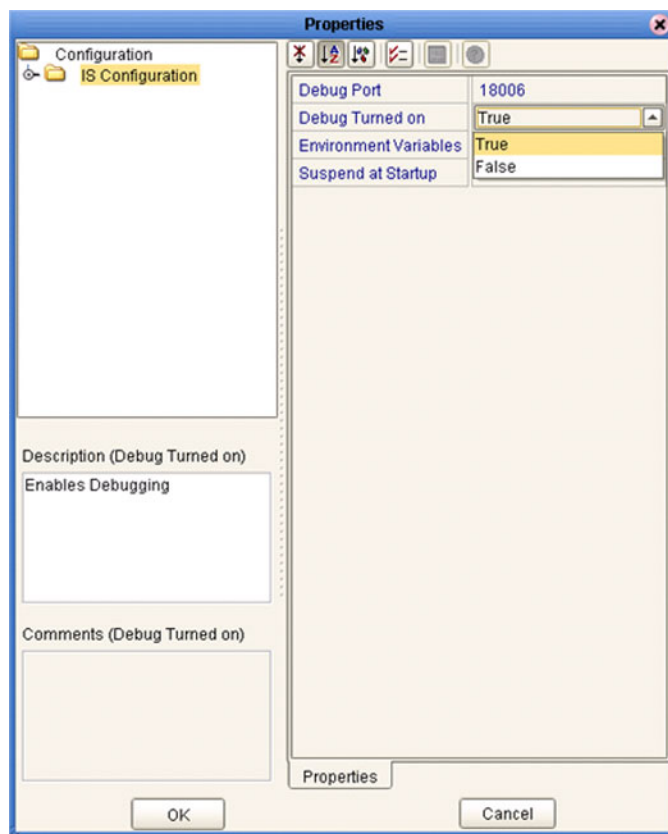 Properties
Configuration
IS Configuration
Debug Port 18006
Debug Turned on True
Environment Variables True
Suspend at Startup False
Description (Debug Turned on)
Enables Debugging
Comments (Debug Turned on)
Properties
OK Cancel